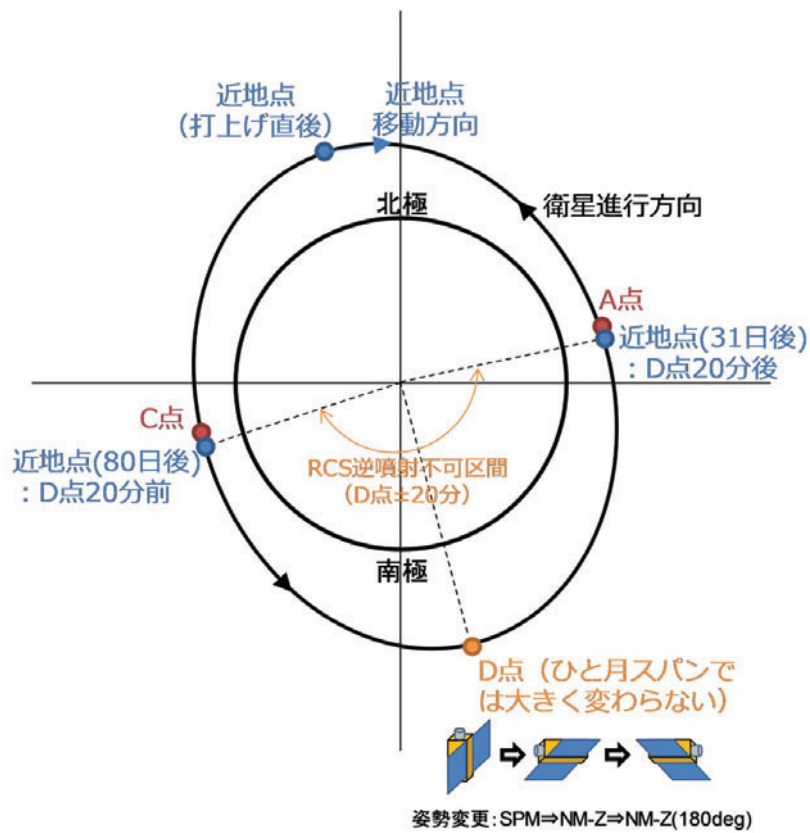 近地点
(打上げ直後)
近地点
移動方向
北極
衛星進行方向
A点
近地点(31日後)
：D点20分後
C点
近地点(80日後)
：D点20分前
RCS逆噴射不可区間
(D点±20分)
南極
D点（ひと月スパンで
は大きく変わらない）
姿勢変更：SPM⇒NM-Z⇒NM-Z(180deg)